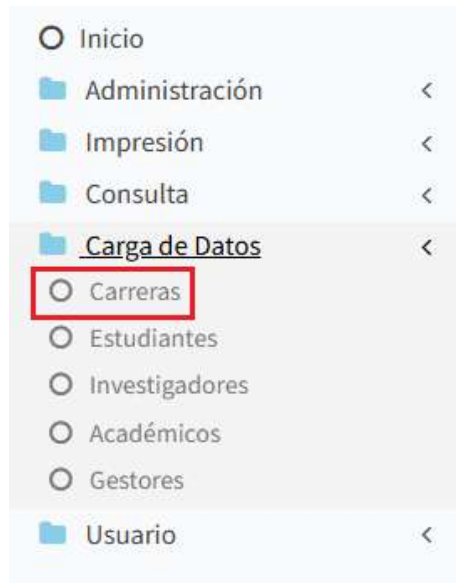 Inicio
Administración
Impresión
Consulta
Carga de Datos
Carreras
Estudiantes
Investigadores
Académicos
Gestores
Usuario